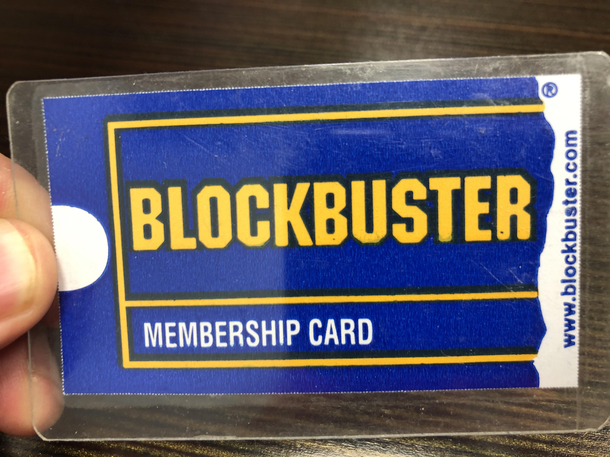 BLOCKBUSTER
®
MEMBERSHIP CARD
www.blockbuster.com